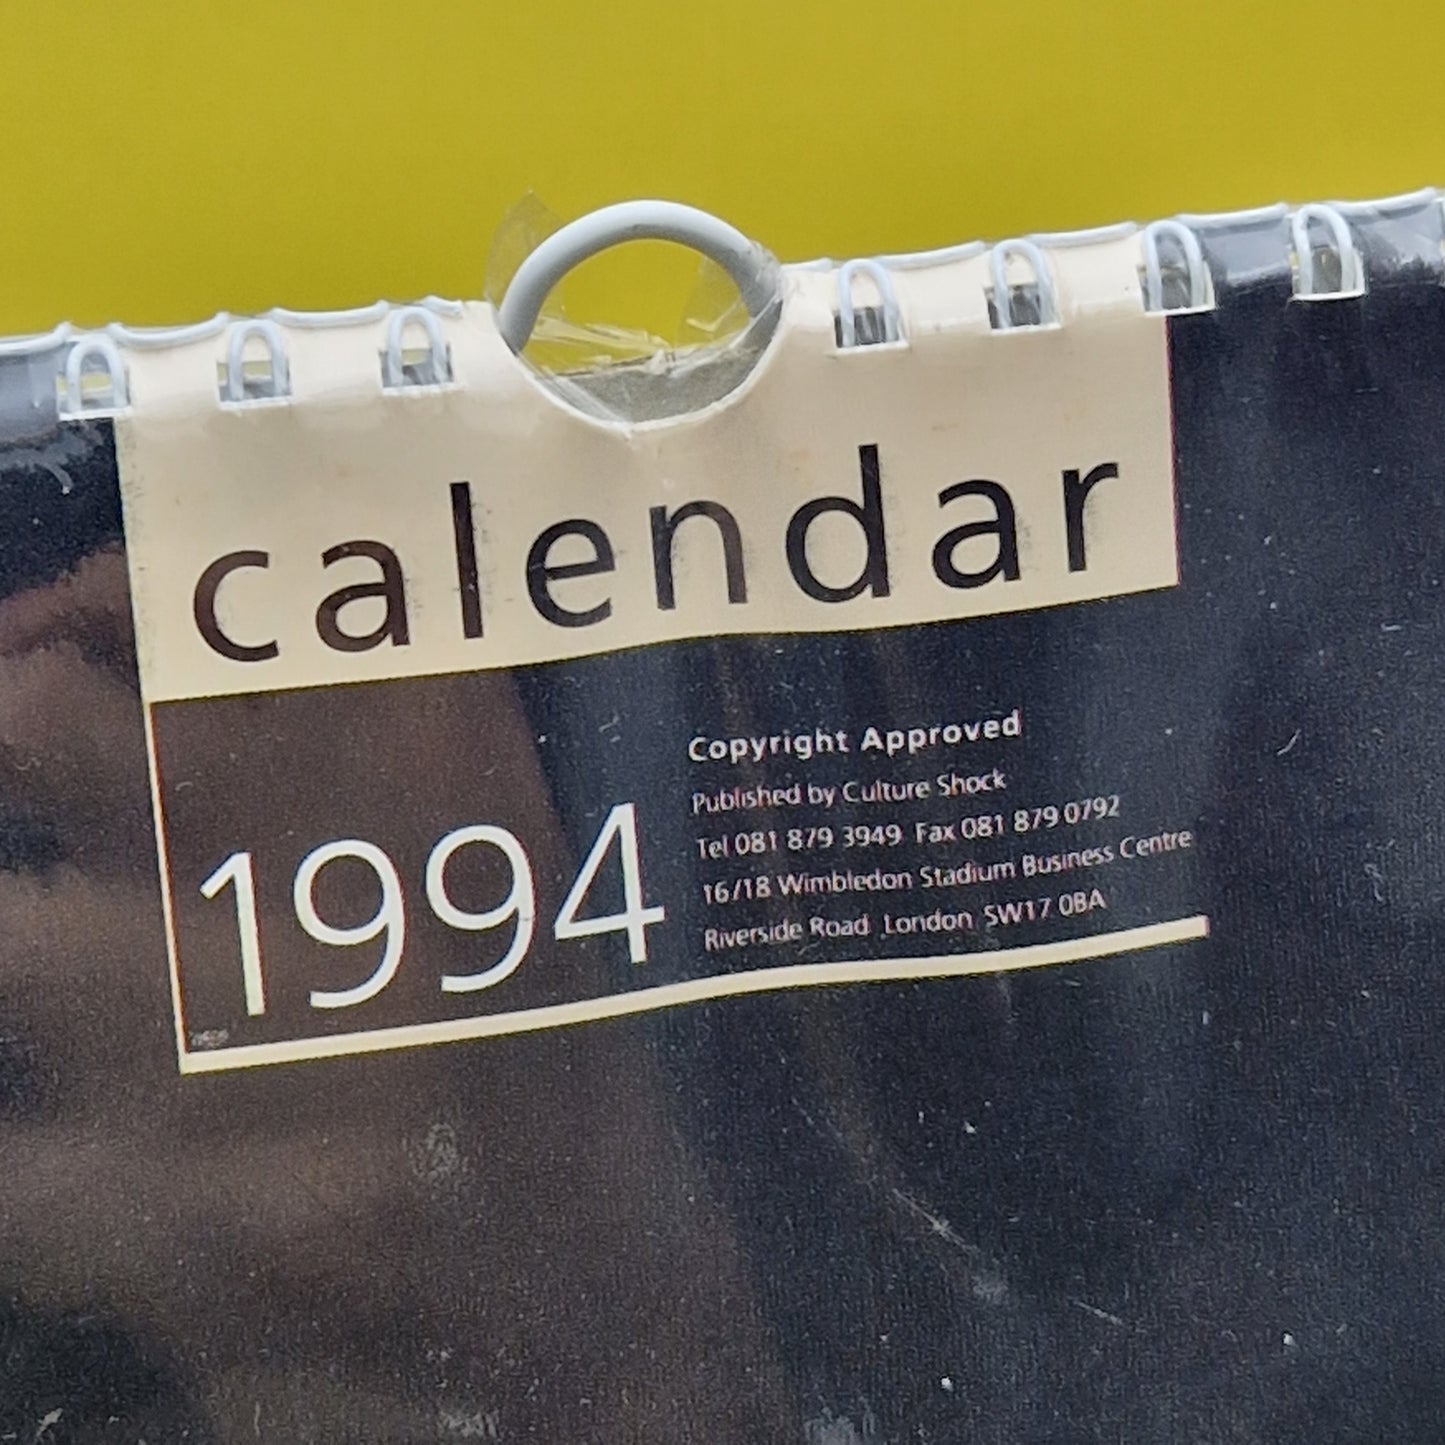 calendar
1994
Copyright Approved
Published by Culture Shock
Tel 081 879 3949 Fax 081 879 0792
16/18 Wimbledon Stadium Business Centre
Riverside Road London SW17 0BA